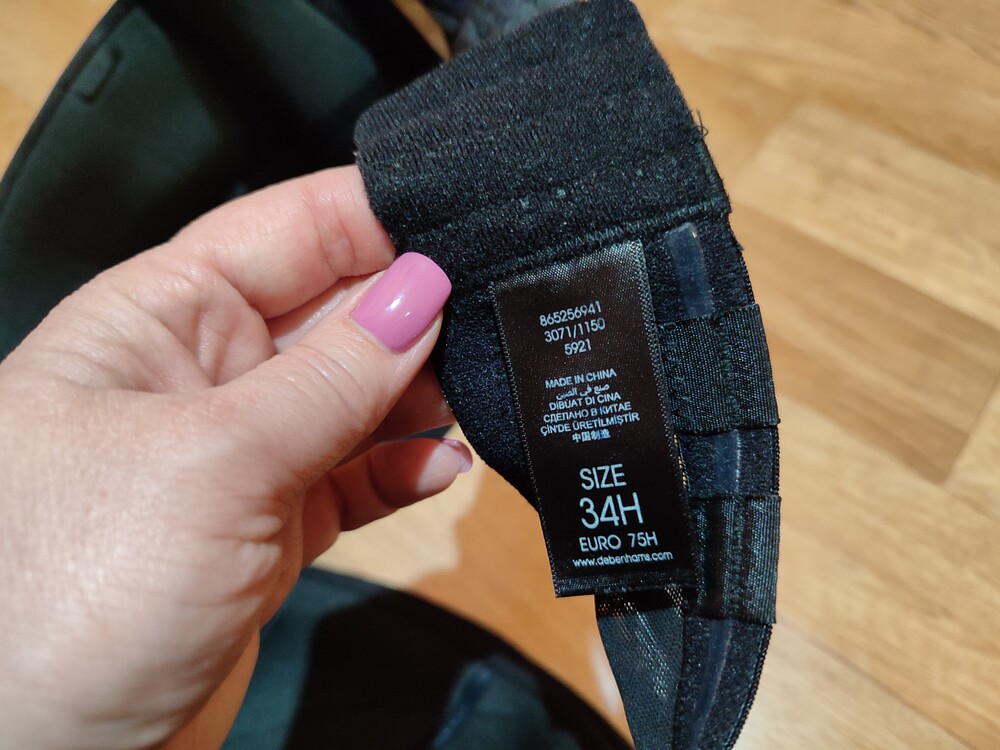 865256941
3071/1150
5921
MADE IN CHINA
صنع في الصين
DIBUAT DI CINA
СДЕЛАНО В КИТАЕ
ÇİN'DE ÜRETİLMİŞTİR
中国制造
SIZE
34H
EURO 75H
www.debenhams.com